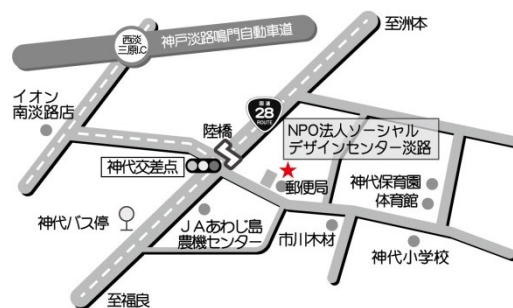 西淡
三原I.C
神戸淡路鳴門自動車道
至洲本
イオン
南淡路店
国道
28
ROUTE
陸橋
NPO法人ソーシャル
デザインセンター淡路
神代交差点
郵便局
神代保育園
体育館
神代バス停
JAあわじ島
農機センター
市川木材
神代小学校
至福良